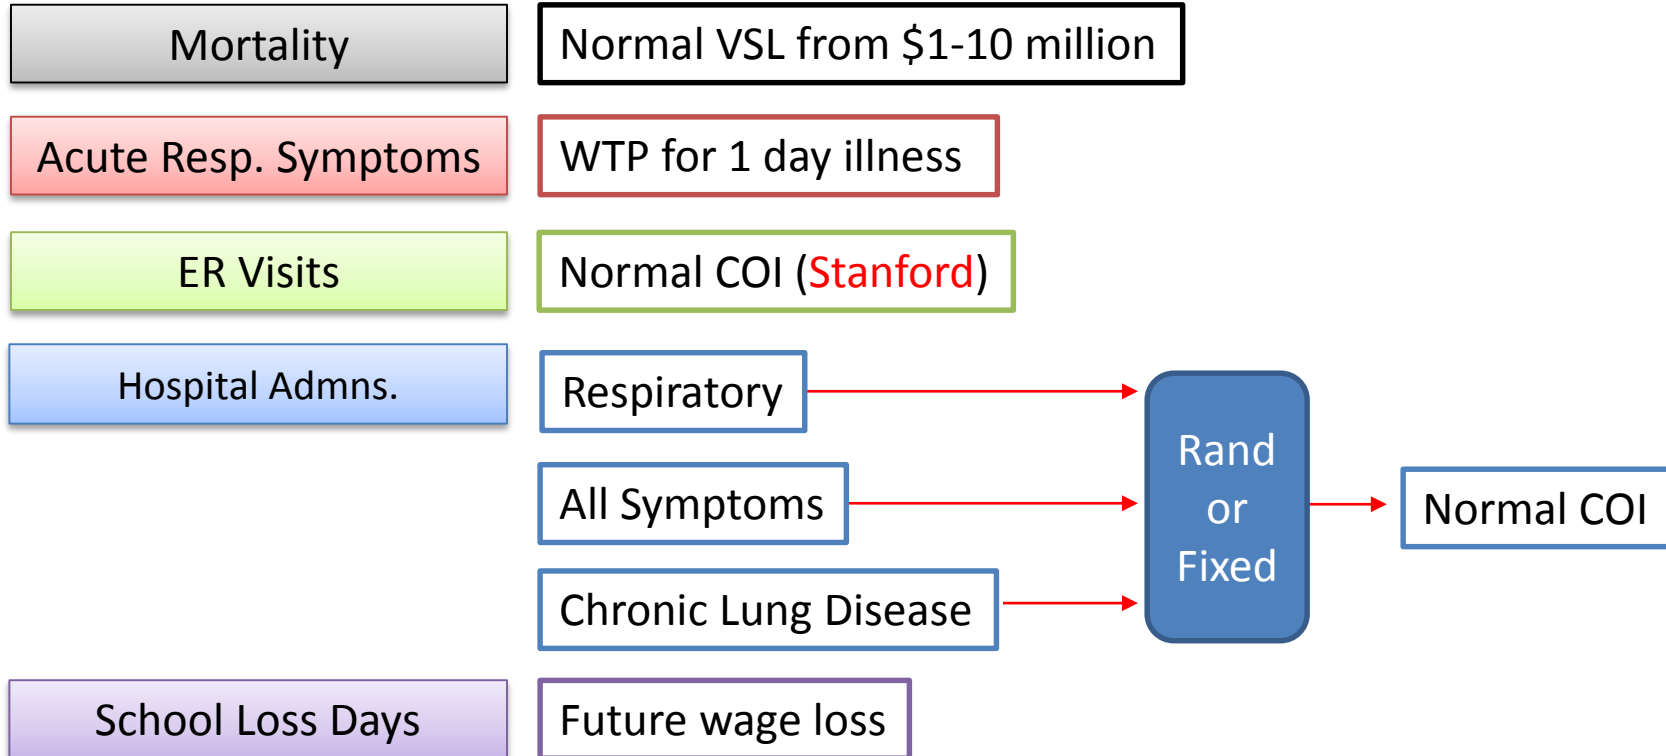 Mortality
Normal VSL from $1-10 million
Acute Resp. Symptoms
WTP for 1 day illness
ER Visits
Normal COI (Stanford)
Hospital Admns.
Respiratory
All Symptoms
Chronic Lung Disease
Rand
or
Fixed
Normal COI
School Loss Days
Future wage loss